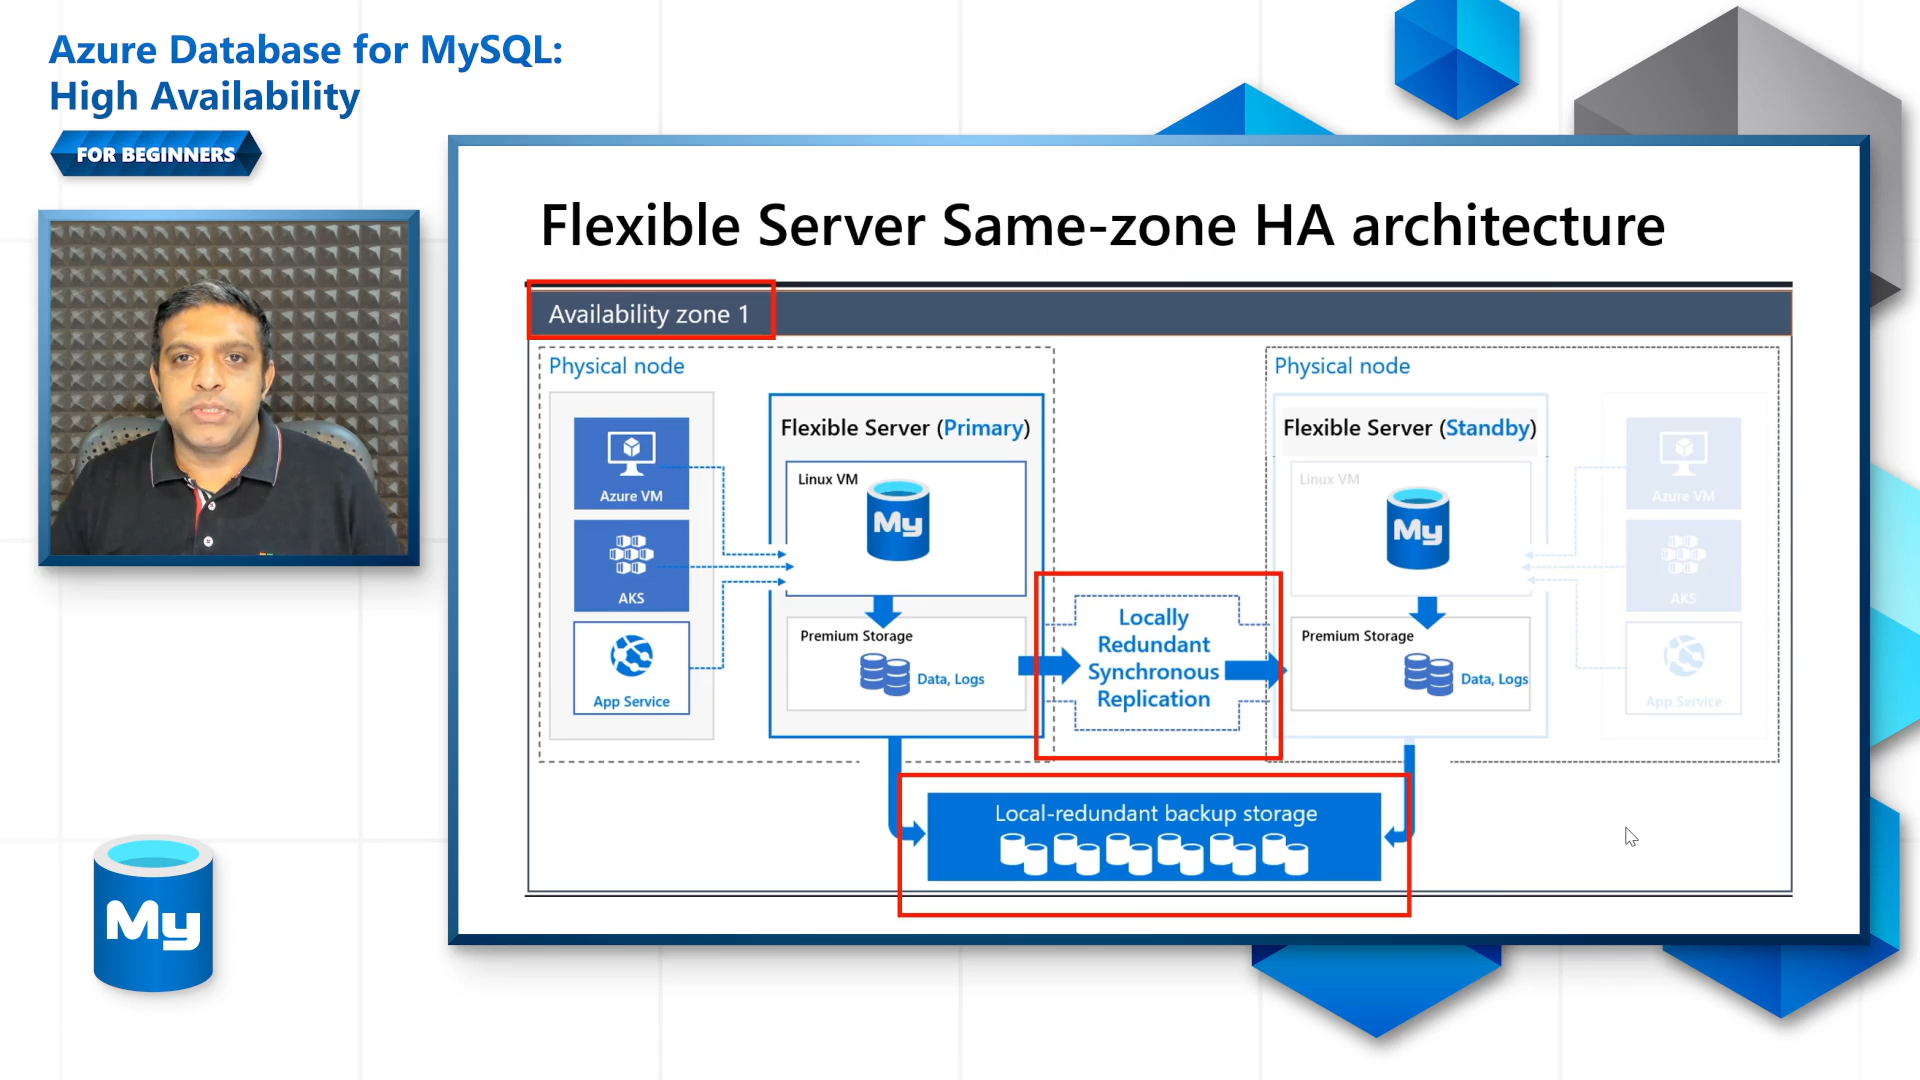 Azure Database for MySQL:
High Availability
FOR BEGINNERS
Flexible Server Same-zone HA architecture
Availability zone 1
Physical node
Azure VM
AKS
App Service
Flexible Server (Primary)
Linux VM
My
Premium Storage
Data, Logs
Locally
Redundant
Synchronous
Replication
Physical node
Flexible Server (Standby)
Linux VM
My
Premium Storage
Data, Logs
Azure VM
AKS
App Service
Local-redundant backup storage
My